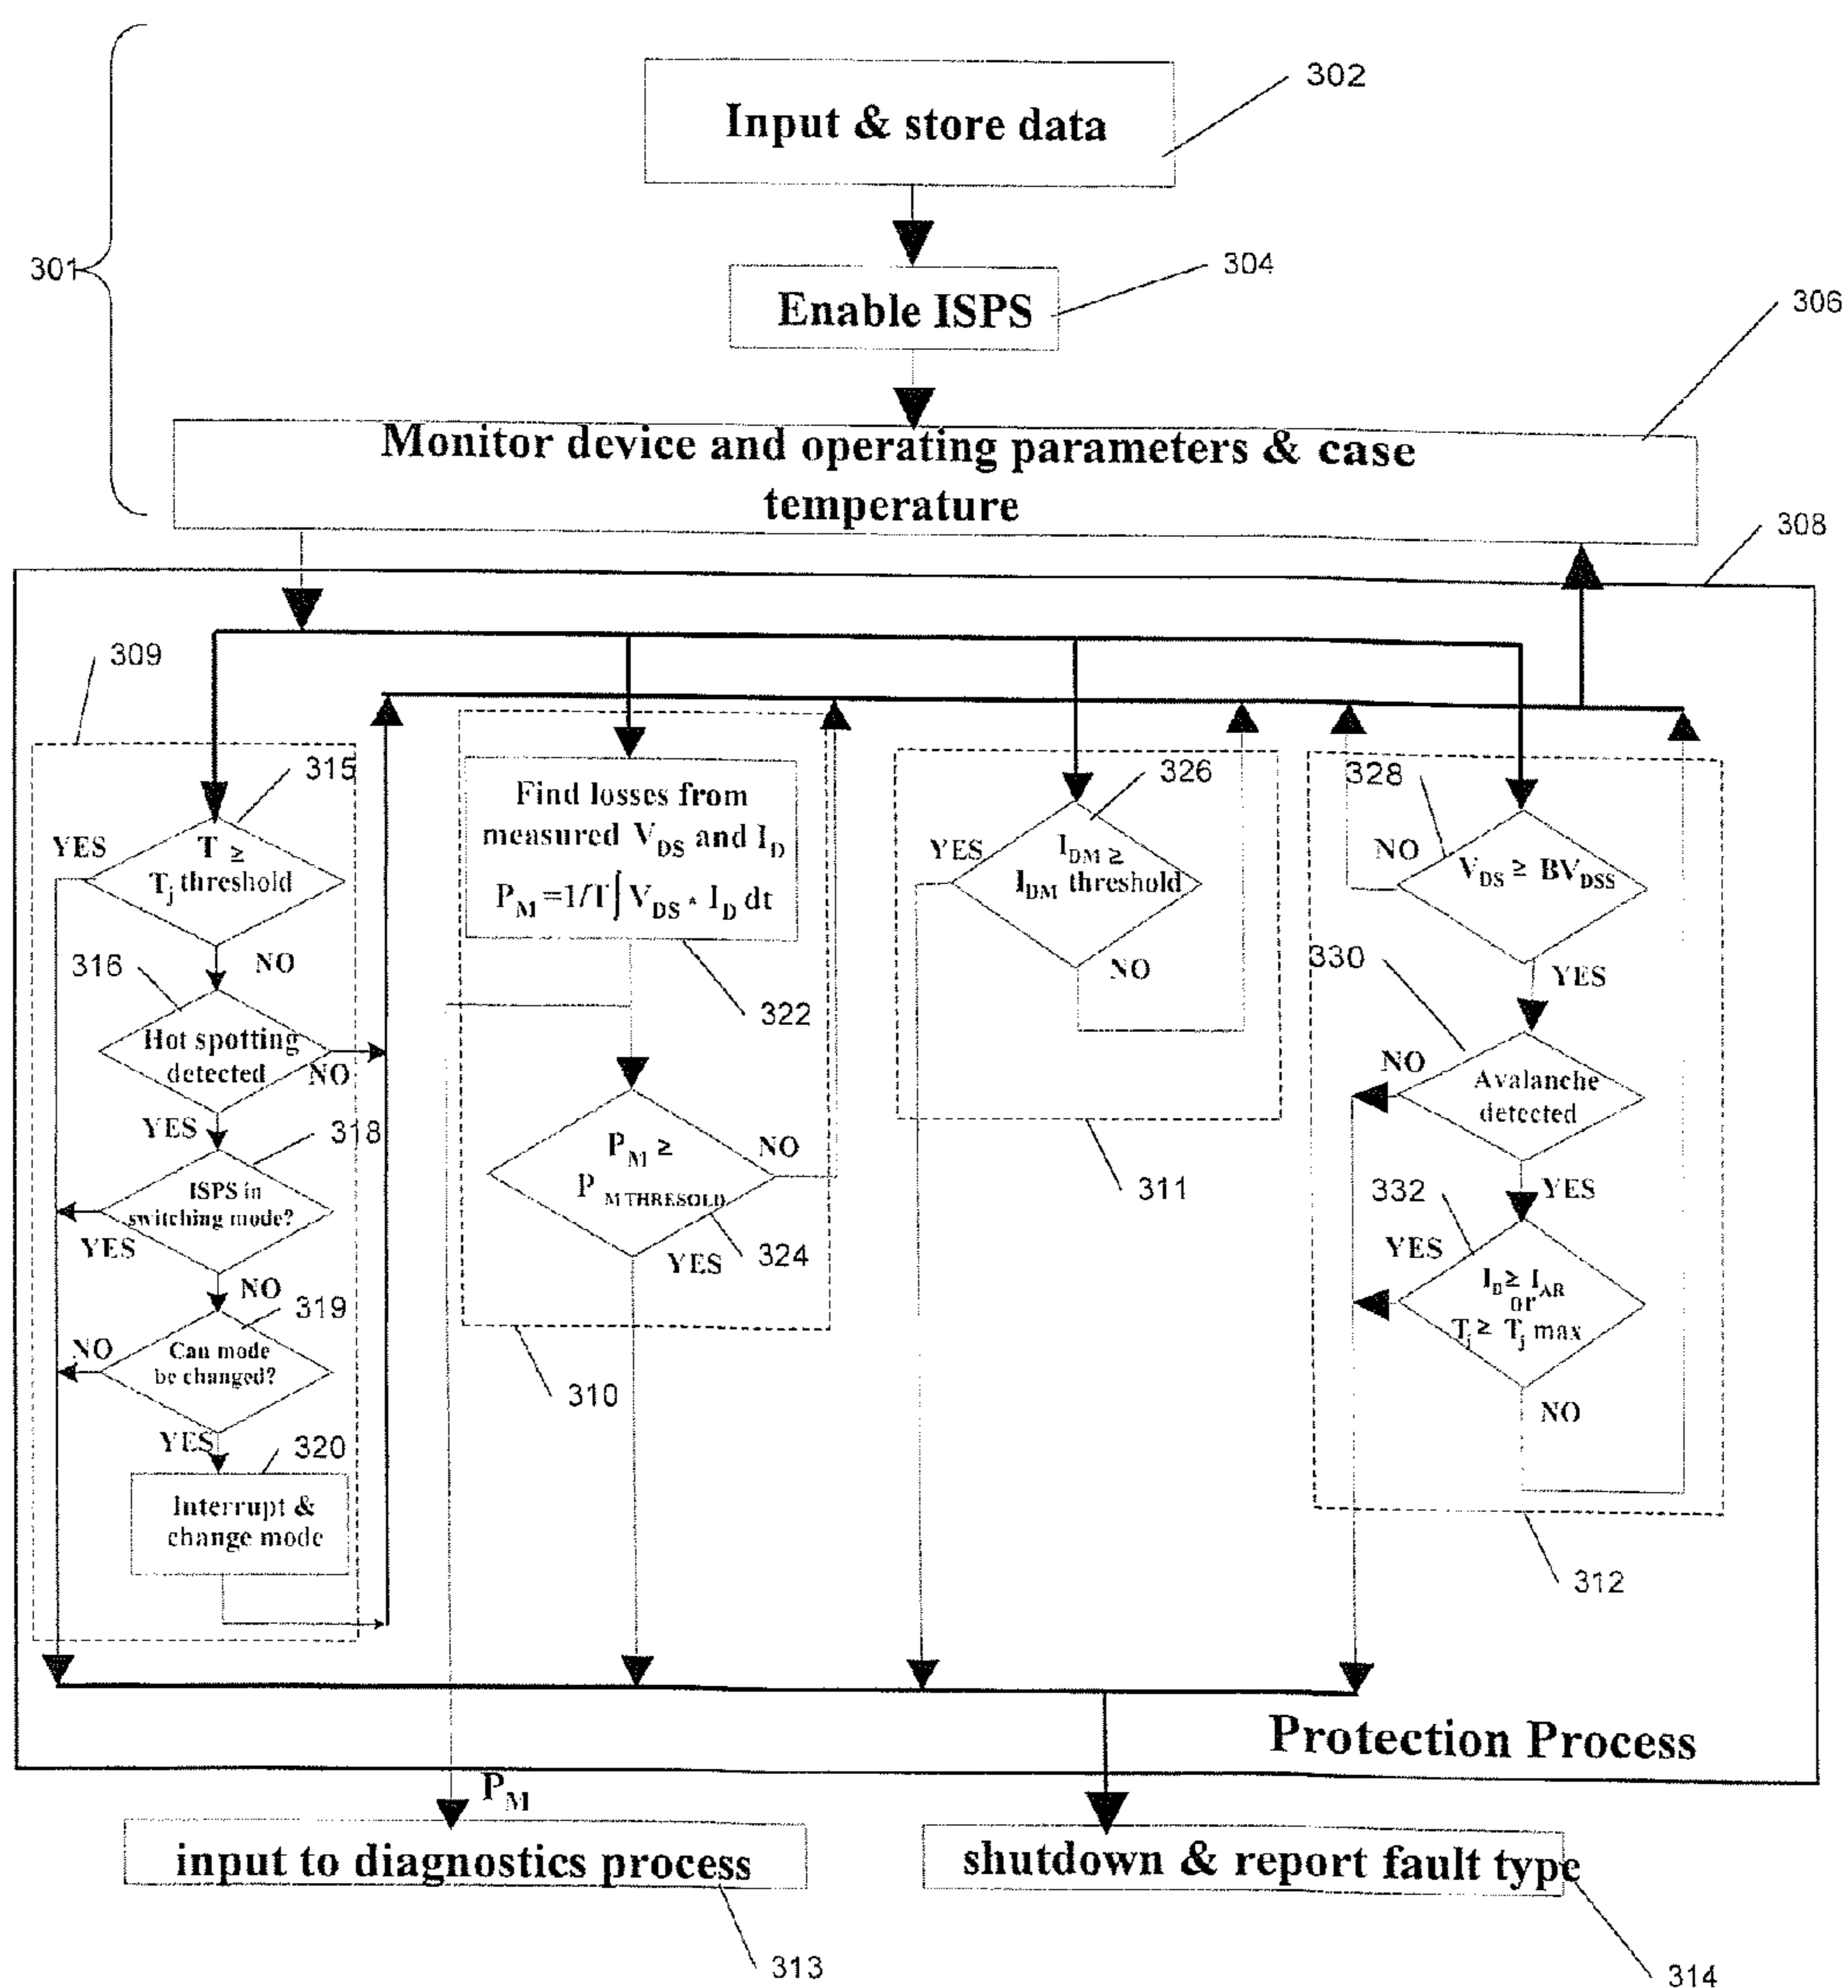 302
Input & store data
301
304
Enable ISPS
306
Monitor device and operating parameters & case
temperature
308
309
315
T ≥
Tj threshold
YES
NO
316
Hot spotting
detected
NO
YES
318
ISPS in
switching mode?
YES
NO
319
Can mode
be changed?
NO
YES
320
Interrupt &
change mode
Find losses from
measured VDS and ID
PM =1/T∫ VDS * ID dt
322
PM ≥
P M THRESOLD
NO
YES
324
310
326
IDM ≥
IDM threshold
YES
NO
311
328
VDS ≥ BVDSS
NO
YES
330
Avalanche
detected
NO
YES
332
ID ≥ IAR
or
Tj ≥ Tj max
YES
NO
312
Protection Process
PM
input to diagnostics process
313
shutdown & report fault type
314